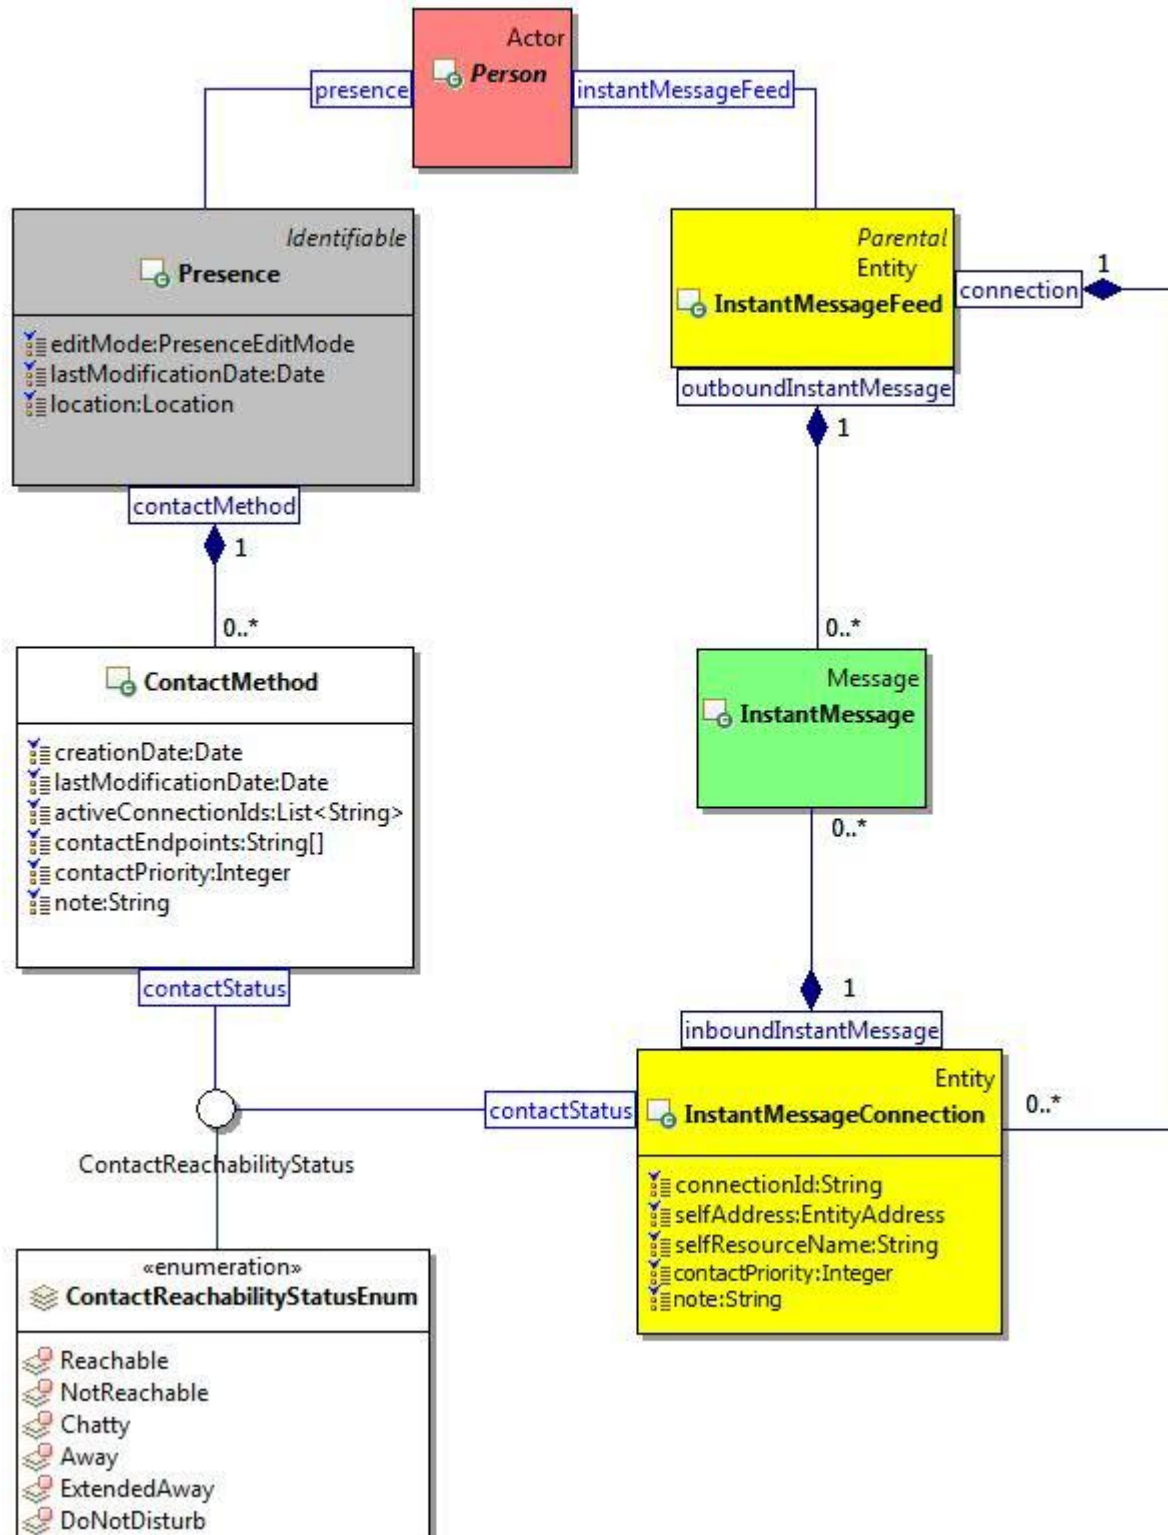 Actor
Person
presence
instantMessageFeed
Identifiable
Presence
editMode:PresenceEditMode
lastModificationDate:Date
location:Location
contactMethod
1
0..*
Parental
Entity
InstantMessageFeed
connection
1
outboundInstantMessage
1
0..*
ContactMethod
creationDate:Date
lastModificationDate:Date
activeConnectionIds:List<String>
contactEndpoints:String[]
contactPriority:Integer
note:String
contactStatus
Message
InstantMessage
0..*
1
inboundInstantMessage
contactStatus
Entity
InstantMessageConnection
0..*
connectionId:String
selfAddress:EntityAddress
selfResourceName:String
contactPriority:Integer
note:String
ContactReachabilityStatus
«enumeration»
ContactReachabilityStatusEnum
Reachable
NotReachable
Chatty
Away
ExtendedAway
DoNotDisturb